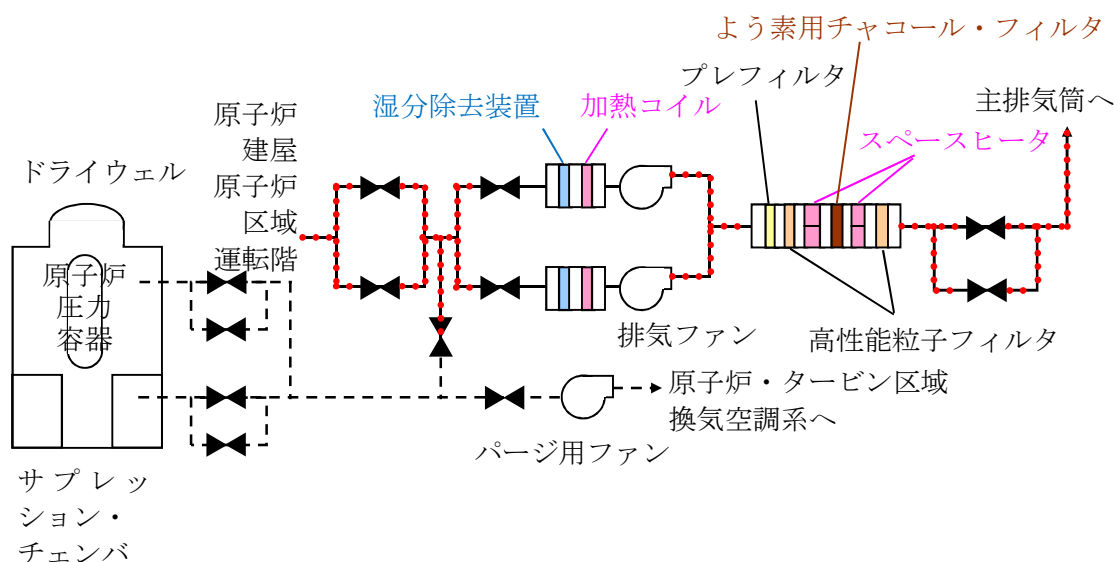 よう素用チャコール・フィルタ
プレフィルタ
湿分除去装置
加熱コイル
主排気筒へ
スペースヒータ
原子炉
建屋
原子炉
区域
運転階
ドライウェル
原子炉
圧力
容器
排気ファン
高性能粒子フィルタ
原子炉・タービン区域
換気空調系へ
パージ用ファン
サプレッ
ション・
チェンバ